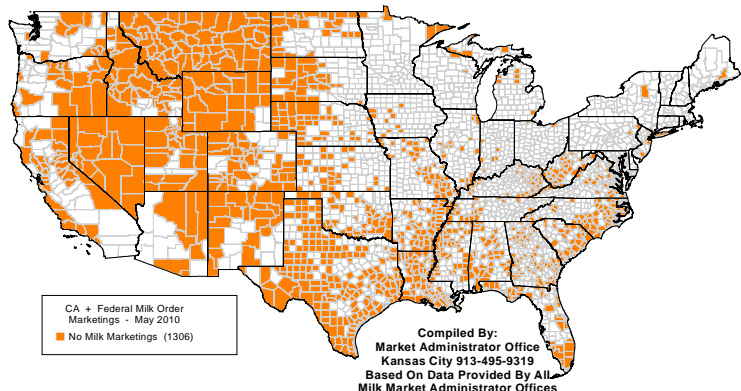 CA + Federal Milk Order
Marketings - May 2010
No Milk Marketings (1306)
Compiled By:
Market Administrator Office
Kansas City 913-495-9319
Based On Data Provided By All
Milk Market Administrator Offices